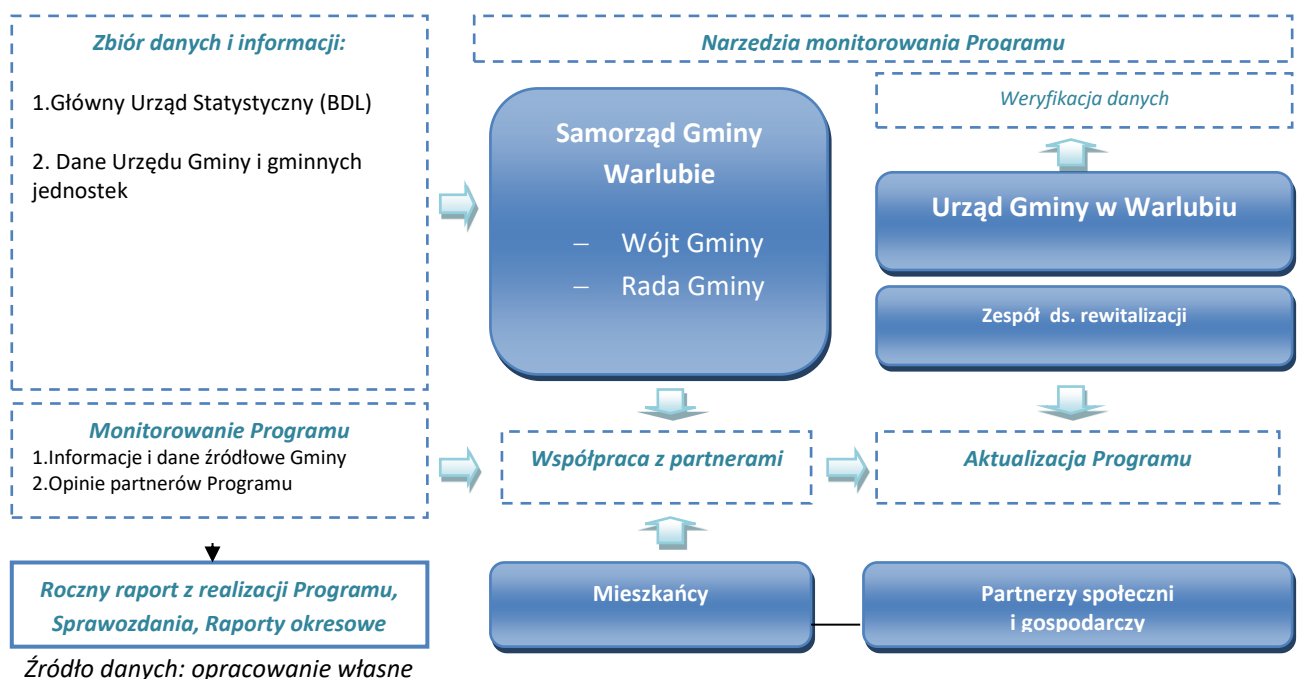 Zbiór danych i informacji:
1.Główny Urząd Statystyczny (BDL)
2. Dane Urzędu Gminy i gminnych
jednostek
Narzedzia monitorowania Programu
Samorząd Gminy
Warlubie
– Wójt Gminy
– Rada Gminy
Weryfikacja danych
Urząd Gminy w Warlubiu
Zespół ds. rewitalizacji
Monitorowanie Programu
1.Informacje i dane źródłowe Gminy
2.Opinie partnerów Programu
Współpraca z partnerami
Aktualizacja Programu
Roczny raport z realizacji Programu,
Sprawozdania, Raporty okresowe
Mieszkańcy
Partnerzy społeczni
i gospodarczy
Źródło danych: opracowanie własne